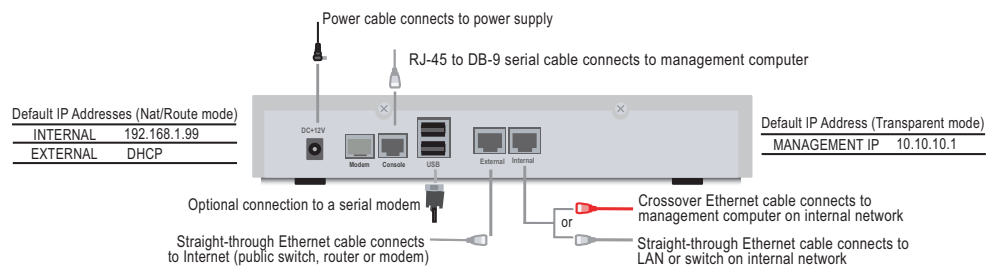 Power cable connects to power supply
RJ-45 to DB-9 serial cable connects to management computer
Default IP Addresses (Nat/Route mode)
INTERNAL 192.168.1.99
EXTERNAL DHCP
DC+12V
Modem
Console
USB
External
Internal
Default IP Address (Transparent mode)
MANAGEMENT IP 10.10.10.1
Optional connection to a serial modem
Straight-through Ethernet cable connects
to Internet (public switch, router or modem)
or
Crossover Ethernet cable connects to
management computer on internal network
Straight-through Ethernet cable connects to
LAN or switch on internal network